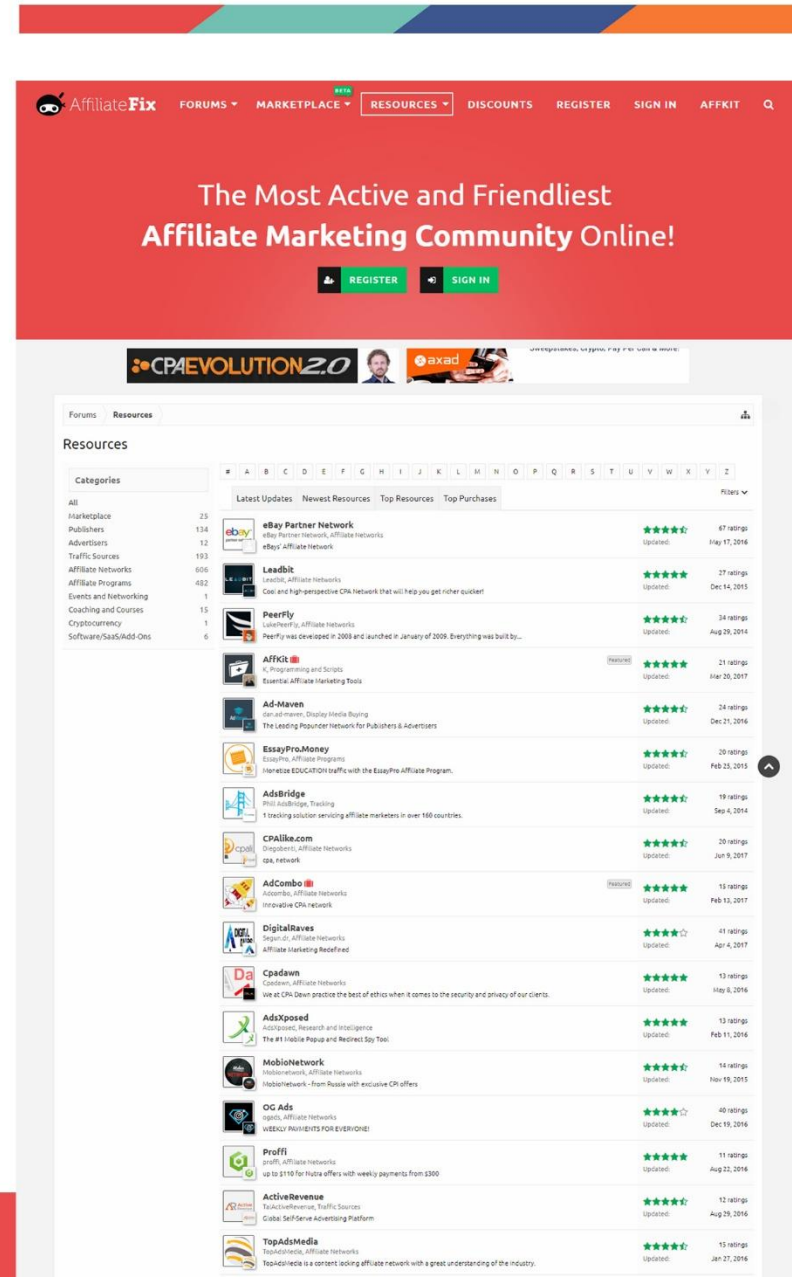 AffiliateFix FORUMS MARKETPLACE BETA RESOURCES DISCOUNTS REGISTER SIGN IN AFFKIT
The Most Active and Friendliest
Affiliate Marketing Community Online!
REGISTER SIGN IN
CPAEVOLUTION2.0 axad
Forums Resources
Resources
Categories
All
Marketplace 25
Publishers 134
Advertisers 12
Traffic Sources 193
Affiliate Networks 606
Affiliate Programs 482
Events and Networking 1
Coaching and Courses 15
Cryptocurrency 1
Software/SaaS/Add-Ons 6
# A B C D E F G H I J K L M N O P Q R S T U V W X Y Z
Latest Updates Newest Resources Top Resources Top Purchases Filters
eBay Partner Network 67 ratings
eBay Partner Network, Affiliate Networks
eBays' Affiliate Network Updated: May 17, 2016
Leadbit 27 ratings
Leadbit, Affiliate Networks
Cool and high-perspective CPA Network that will help you get richer quicker! Updated: Dec 14, 2015
PeerFly 34 ratings
LukePeerFly, Affiliate Networks
PeerFly was developed in 2008 and launched in January of 2009. Everything was built by... Updated: Aug 29, 2014
AffKit Featured 21 ratings
K, Programming and Scripts
Essential Affiliate Marketing Tools Updated: Mar 20, 2017
Ad-Maven 24 ratings
dan.ad-maven, Display Media Buying
The Leading Popunder Network for Publishers & Advertisers Updated: Dec 21, 2016
EssayPro.Money 20 ratings
EssayPro, Affiliate Programs
Monetize EDUCATION traffic with the EssayPro Affiliate Program. Updated: Feb 23, 2015
AdsBridge 19 ratings
Phill AdsBridge, Tracking
1 tracking solution servicing affiliate marketers in over 160 countries. Updated: Sep 4, 2014
CPAlike.com 20 ratings
Diegoberti, Affiliate Networks
cpa, network Updated: Jun 9, 2017
AdCombo Featured 15 ratings
Adcombo, Affiliate Networks
Innovative CPA network Updated: Feb 13, 2017
DigitalRaves 41 ratings
Segun.dr, Affiliate Networks
Affiliate Marketing Redefined Updated: Apr 4, 2017
Cpadawn 13 ratings
Cpadawn, Affiliate Networks
We at CPA Dawn practice the best of ethics when it comes to the security and privacy of our clients. Updated: May 8, 2016
AdsXposed 13 ratings
AdsXposed, Research and Intelligence
The #1 Mobile Popup and Redirect Spy Tool Updated: Feb 11, 2016
MobioNetwork 14 ratings
Mobionetwork, Affiliate Networks
MobioNetwork - from Russia with exclusive CPI offers Updated: Nov 19, 2015
OG Ads 40 ratings
ogads, Affiliate Networks
WEEKLY PAYMENTS FOR EVERYONE! Updated: Dec 19, 2016
Proffi 11 ratings
proffi, Affiliate Networks
up to $110 for Nutra offers with weekly payments from $300 Updated: Aug 22, 2016
ActiveRevenue 12 ratings
TalActiveRevenue, Traffic Sources
Global Self-Serve Advertising Platform Updated: Aug 29, 2016
TopAdsMedia 15 ratings
TopAdsMedia, Affiliate Networks
TopAdsMedia is a content locking affiliate network with a great understanding of the industry. Updated: Jan 27, 2016